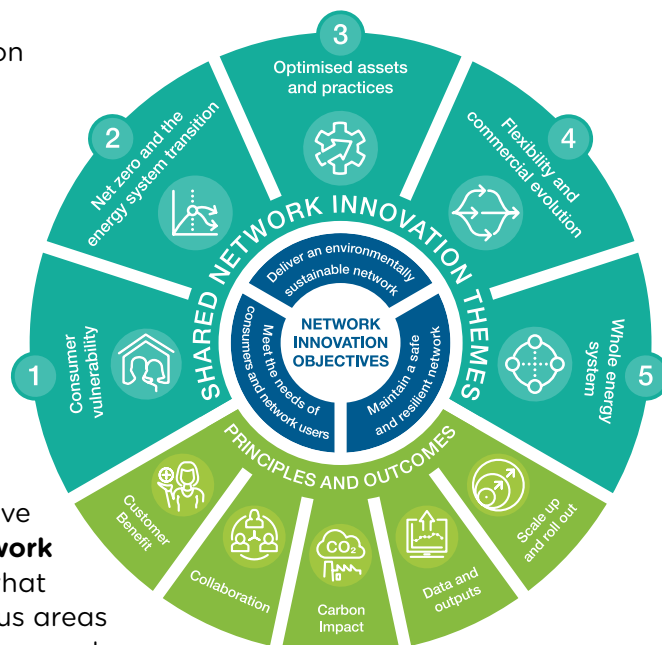 on
3
Optimised assets
and practices
2
Net zero and the
energy system transition
4
Flexibility and
commercial evolution
SHARED NETWORK INNOVATION THEMES
1
Consumer
vulnerability
Whole energy
system
5
Deliver an environmentally
sustainable network
Meet the needs of
consumers and network users
Maintain a safe
and resilient network
NETWORK
INNOVATION
OBJECTIVES
PRINCIPLES AND OUTCOMES
Customer
Benefit
Collaboration
CO₂
Carbon
Impact
Data and
outputs
Scale up
and roll out
ve
work
hat
us areas